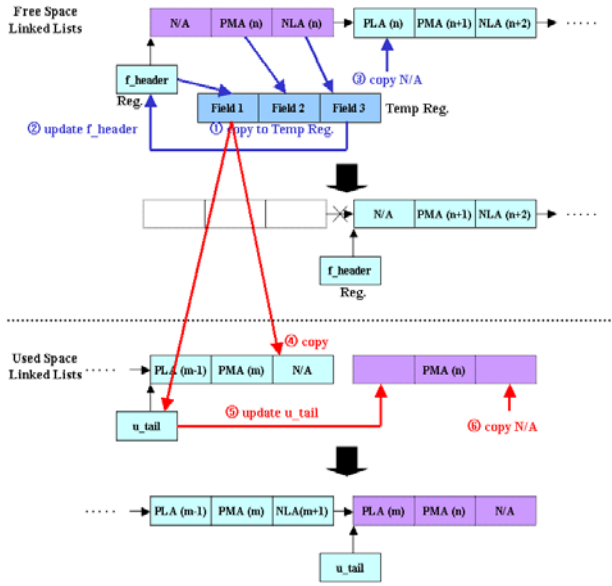 Free Space
Linked Lists
N/A PMA (n) NLA (n) PLA (n) PMA (n+1) NLA (n+2) .....
f_header
Reg.
③ copy N/A
Field 1 Field 2 Field 3 Temp Reg.
② update f_header ① copy to Temp Reg.
N/A PMA (n+1) NLA (n+2) .....
f_header
Reg.
④ copy
Used Space
Linked Lists
..... PLA (m-1) PMA (m) N/A PMA (n)
u_tail ⑤ update u_tail ⑥ copy N/A
..... PLA (m-1) PMA (m) NLA(m+1) PLA (m) PMA (n) N/A
u_tail